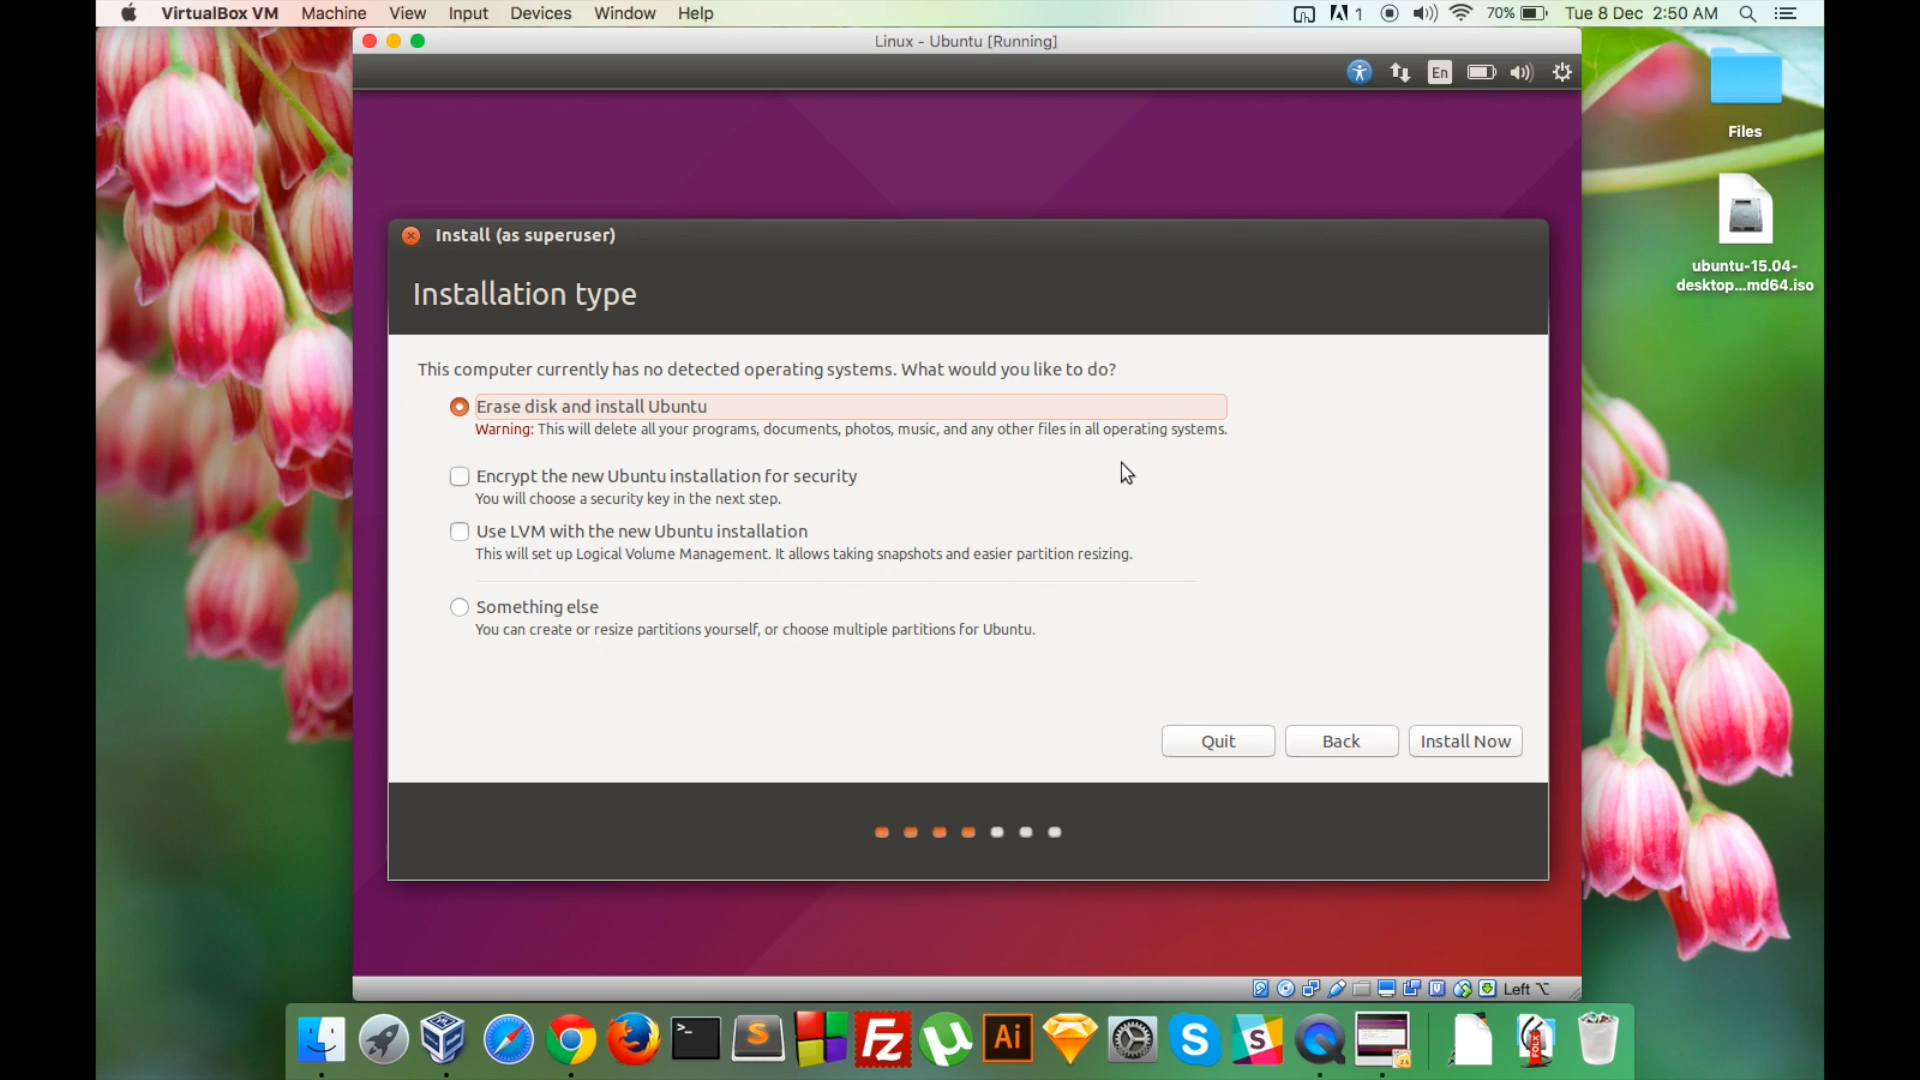 VirtualBox VM Machine View Input Devices Window Help 1 70% Tue 8 Dec 2:50 AM
Linux - Ubuntu [Running]
En
Files
ubuntu-15.04-
desktop...md64.iso
Install (as superuser)
Installation type
This computer currently has no detected operating systems. What would you like to do?
Erase disk and install Ubuntu
Warning: This will delete all your programs, documents, photos, music, and any other files in all operating systems.
Encrypt the new Ubuntu installation for security
You will choose a security key in the next step.
Use LVM with the new Ubuntu installation
This will set up Logical Volume Management. It allows taking snapshots and easier partition resizing.
Something else
You can create or resize partitions yourself, or choose multiple partitions for Ubuntu.
Quit Back Install Now
Left ⌥
>_ S Fz µ Ai S S FOLX